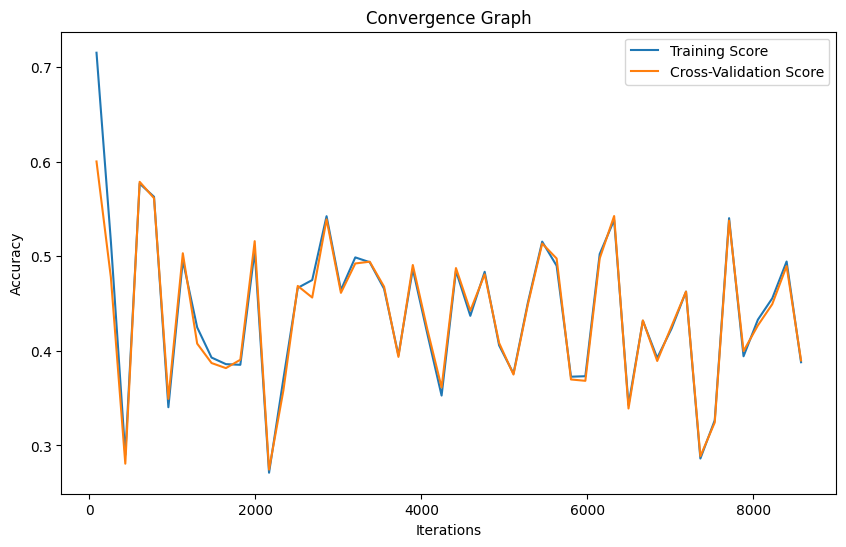 Convergence Graph
Training Score
Cross-Validation Score
0.7
0.6
0.5
0.4
0.3
Accuracy
0 2000 4000 6000 8000
Iterations